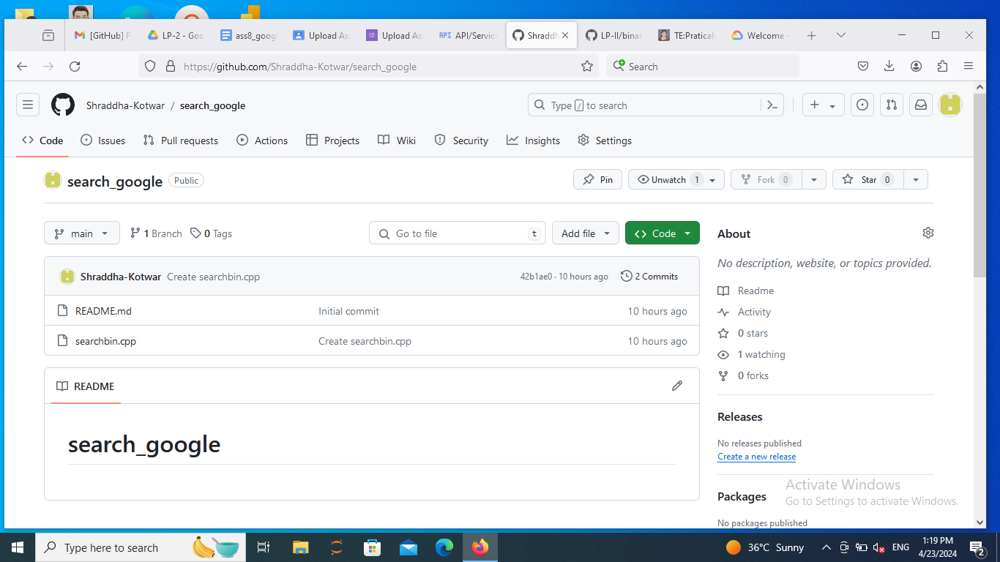 [GitHub] P
LP-2 - Goo
ass8_googl
Upload Ass
Upload Ass
API API/Service
Shraddh
LP-II/binar
TE:Pratical
Welcome -
https://github.com/Shraddha-Kotwar/search_google
Search
Shraddha-Kotwar / search_google
Type / to search
Code
Issues
Pull requests
Actions
Projects
Wiki
Security
Insights
Settings
search_google Public
Pin
Unwatch 1
Fork 0
Star 0
main
1 Branch
0 Tags
Go to file t
Add file
Code
Shraddha-Kotwar Create searchbin.cpp
42b1ae0 · 10 hours ago
2 Commits
README.md Initial commit 10 hours ago
searchbin.cpp Create searchbin.cpp 10 hours ago
README
search_google
About
No description, website, or topics provided.
Readme
Activity
0 stars
1 watching
0 forks
Releases
No releases published
Create a new release
Packages
No packages published
Activate Windows
Go to Settings to activate Windows.
Type here to search
36°C Sunny
ENG
1:19 PM
4/23/2024
2